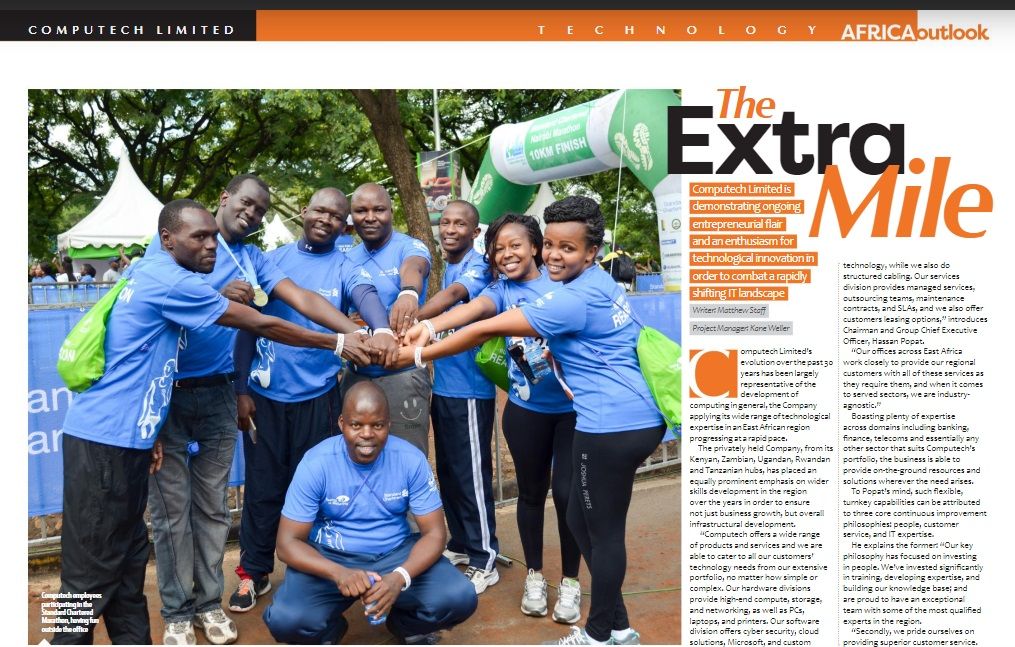 COMPUTECH LIMITED
TECHNOLOGY
AFRICAoutlook
Standard Chartered
Nairobi Marathon
10KM FINISH
The
Extra
Mile
Computech Limited is
demonstrating ongoing
entrepreneurial flair
and an enthusiasm for
technological innovation in
order to combat a rapidly
shifting IT landscape
Writer: Matthew Staff
Project Manager: Kane Weller
Computech Limited's
evolution over the past 30
years has been largely
representative of the
development of
computing in general, the Company
applying its wide range of technological
expertise in an East African region
progressing at a rapid pace.
The privately held Company, from its
Kenyan, Zambian, Ugandan, Rwandan
and Tanzanian hubs, has placed an
equally prominent emphasis on wider
skills development in the region
over the years in order to ensure
not just business growth, but overall
infrastructural development.
“Computech offers a wide range
of products and services and we are
able to cater to all our customers’
technology needs from our extensive
portfolio, no matter how simple or
complex. Our hardware divisions
provide high-end compute, storage,
and networking, as well as PCs,
laptops, and printers. Our software
division offers cyber security, cloud
solutions, Microsoft, and custom
technology, while we also do
structured cabling. Our services
division provides managed services,
outsourcing teams, maintenance
contracts, and SLAs, and we also offer
customers leasing options,” introduces
Chairman and Group Chief Executive
Officer, Hassan Popat.
“Our offices across East Africa
work closely to provide our regional
customers with all of these services as
they require them, and when it comes
to served sectors, we are industry-
agnostic.”
Boasting plenty of expertise
across domains including banking,
finance, telecoms and essentially any
other sector that suits Computech’s
portfolio, the business is able to
provide on-the-ground resources and
solutions wherever the need arises.
To Popat’s mind, such flexible,
turnkey capabilities can be attributed
to three core continuous improvement
philosophies: people, customer
service, and IT expertise.
He explains the former: “Our key
philosophy has focused on investing
in people. We’ve invested significantly
in training, developing expertise, and
building our knowledge base; and
are proud to have an exceptional
team with some of the most qualified
experts in the region.
“Secondly, we pride ourselves on
providing superior customer service.
JOSHUA PERETS
Computech employees
participating in the
Standard Chartered
Marathon, having fun
outside the office